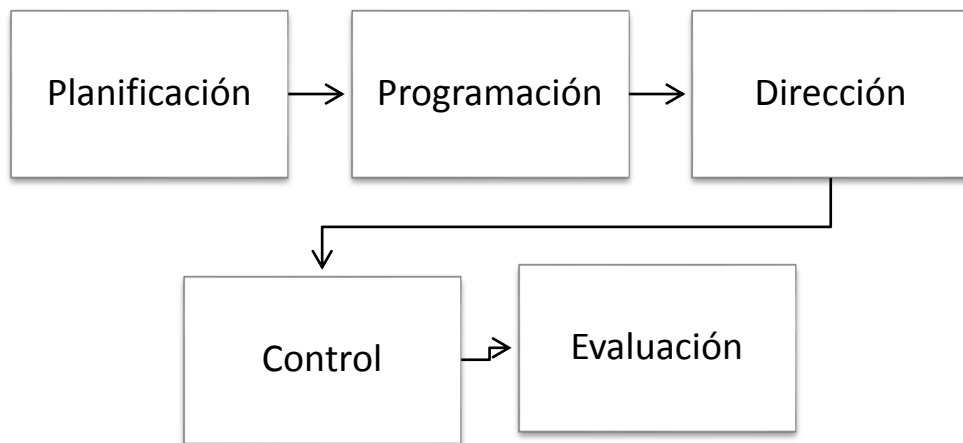 Planificación
Programación
Dirección
Control
Evaluación